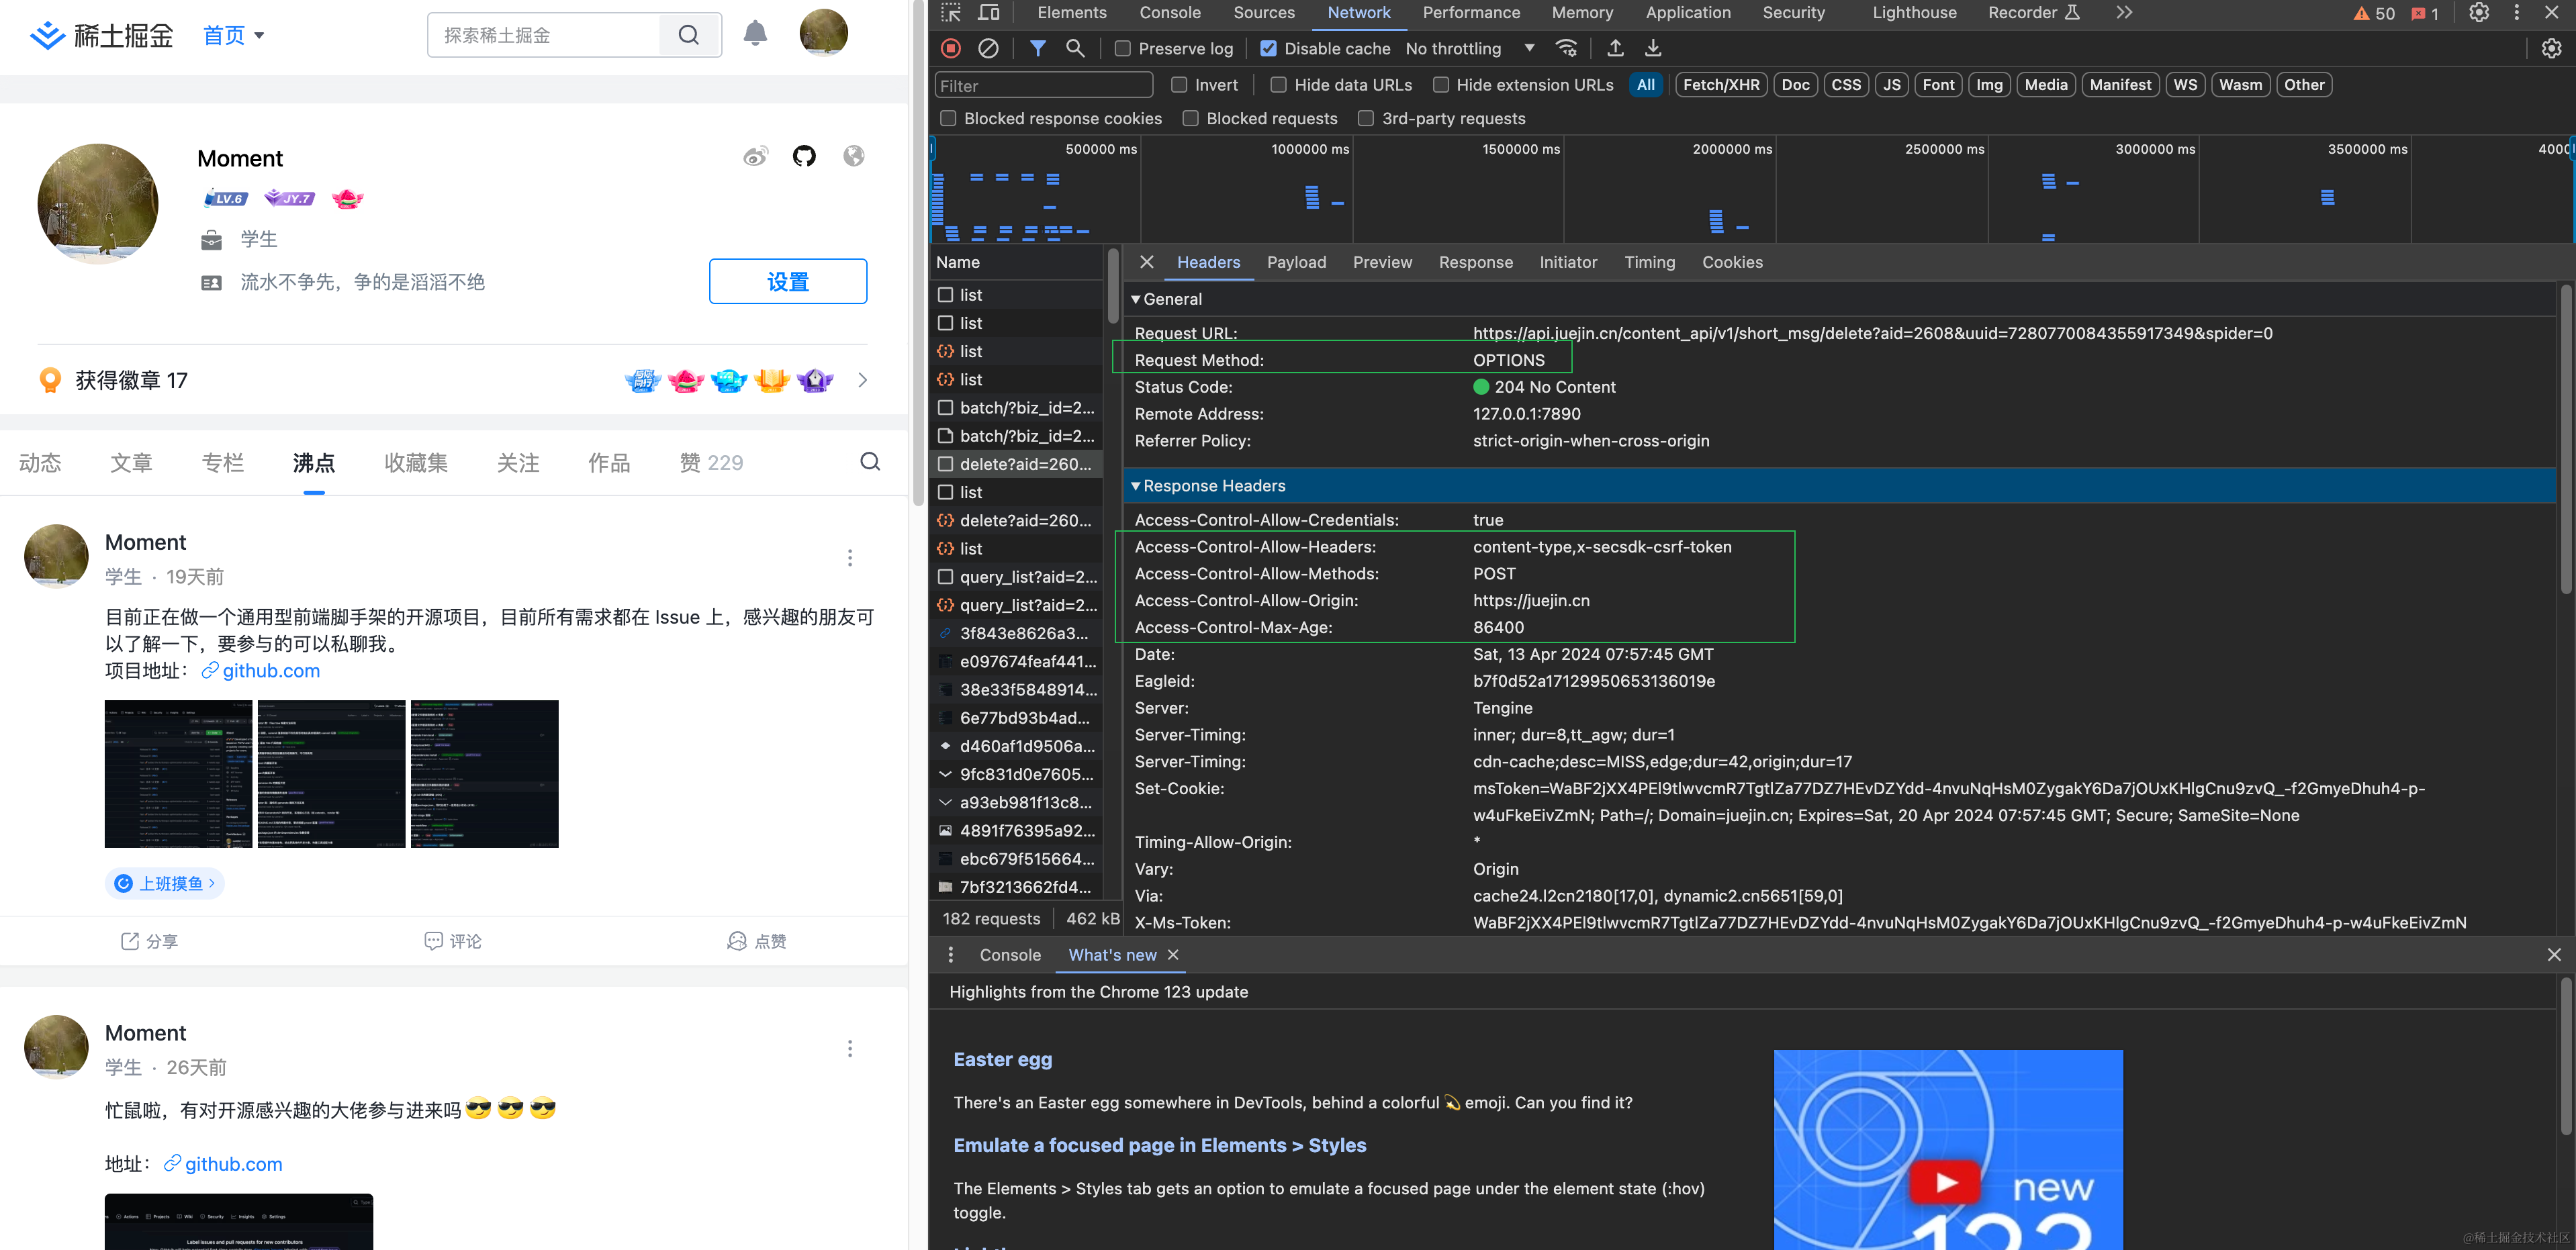 稀土掘金
首页
探索稀土掘金
Moment
LV.6
JY.7
学生
流水不争先，争的是滔滔不绝
设置
获得徽章 17
动态
文章
专栏
沸点
收藏集
关注
作品
赞 229
Moment
学生 · 19天前
目前正在做一个通用型前端脚手架的开源项目，目前所有需求都在 Issue 上，感兴趣的朋友可
以了解一下，要参与的可以私聊我。
项目地址： github.com
上班摸鱼
分享
评论
点赞
Moment
学生 · 26天前
忙鼠啦，有对开源感兴趣的大佬参与进来吗😎😎😎
地址： github.com
Label issues and pull requests for new contributors
Elements
Console
Sources
Network
Performance
Memory
Application
Security
Lighthouse
Recorder
50
1
Preserve log
Disable cache
No throttling
Filter
Invert
Hide data URLs
Hide extension URLs
All
Fetch/XHR
Doc
CSS
JS
Font
Img
Media
Manifest
WS
Wasm
Other
Blocked response cookies
Blocked requests
3rd-party requests
500000 ms
1000000 ms
1500000 ms
2000000 ms
2500000 ms
3000000 ms
3500000 ms
Name
list
list
list
list
batch/?biz_id=2...
batch/?biz_id=2...
delete?aid=260...
list
delete?aid=260...
list
query_list?aid=2...
query_list?aid=2...
3f843e8626a3...
e097674feaf441...
38e33f5848914...
6e77bd93b4ad...
d460af1d9506a...
9fc831d0e7605...
a93eb981f13c8...
4891f76395a92...
ebc679f515664...
7bf3213662fd4...
182 requests
462 kB
Headers
Payload
Preview
Response
Initiator
Timing
Cookies
General
Request URL: https://api.juejin.cn/content_api/v1/short_msg/delete?aid=2608&uuid=7280770084355917349&spider=0
Request Method: OPTIONS
Status Code: 204 No Content
Remote Address: 127.0.0.1:7890
Referrer Policy: strict-origin-when-cross-origin
Response Headers
Access-Control-Allow-Credentials: true
Access-Control-Allow-Headers: content-type,x-secsdk-csrf-token
Access-Control-Allow-Methods: POST
Access-Control-Allow-Origin: https://juejin.cn
Access-Control-Max-Age: 86400
Date: Sat, 13 Apr 2024 07:57:45 GMT
Eagleid: b7f0d52a17129950653136019e
Server: Tengine
Server-Timing: inner; dur=8,tt_agw; dur=1
Server-Timing: cdn-cache;desc=MISS,edge;dur=42,origin;dur=17
Set-Cookie: msToken=WaBF2jXX4PEl9tlwvcmR7TgtIZa77DZ7HEvDZYdd-4nvuNqHsM0ZygakY6Da7jOUxKHlgCnu9zvQ_-f2GmyeDhuh4-p-
w4uFkeEivZmN; Path=/; Domain=juejin.cn; Expires=Sat, 20 Apr 2024 07:57:45 GMT; Secure; SameSite=None
Timing-Allow-Origin: *
Vary: Origin
Via: cache24.l2cn2180[17,0], dynamic2.cn5651[59,0]
X-Ms-Token: WaBF2jXX4PEl9tlwvcmR7TgtIZa77DZ7HEvDZYdd-4nvuNqHsM0ZygakY6Da7jOUxKHlgCnu9zvQ_-f2GmyeDhuh4-p-w4uFkeEivZmN
Console
What's new
Highlights from the Chrome 123 update
Easter egg
There's an Easter egg somewhere in DevTools, behind a colorful 💫 emoji. Can you find it?
Emulate a focused page in Elements > Styles
The Elements > Styles tab gets an option to emulate a focused page under the element state (:hov)
toggle.
new
123
@稀土掘金技术社区